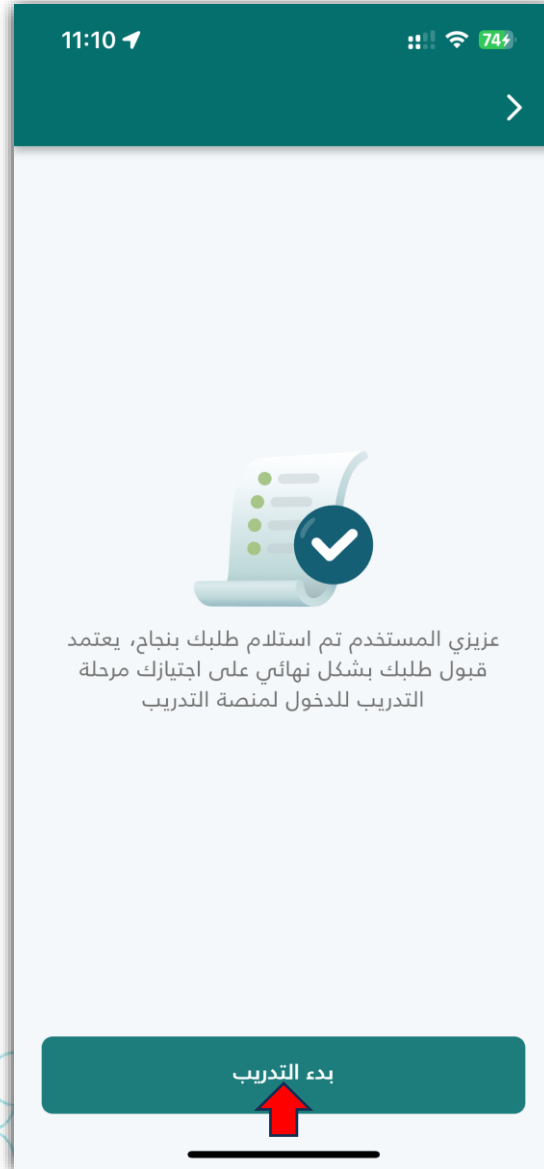 11:10
74
عزيزي المستخدم تم استلام طلبك بنجاح، يعتمد
قبول طلبك بشكل نهائي على اجتيازك مرحلة
التدريب للدخول لمنصة التدريب
بدء التدريب